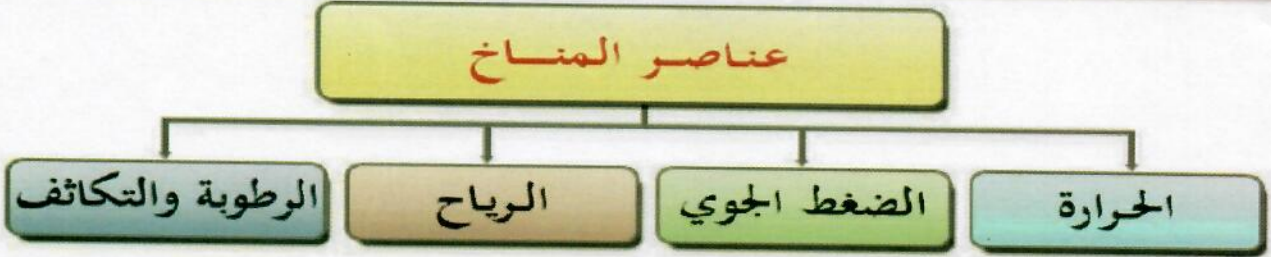 عناصر المناخ
الحرارة
الضغط الجوي
الرياح
الرطوبة والتكاثف